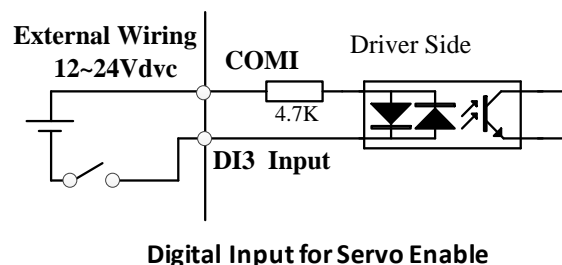 External Wiring
12~24Vdvc
COMI
Driver Side
4.7K
DI3 Input
Digital Input for Servo Enable